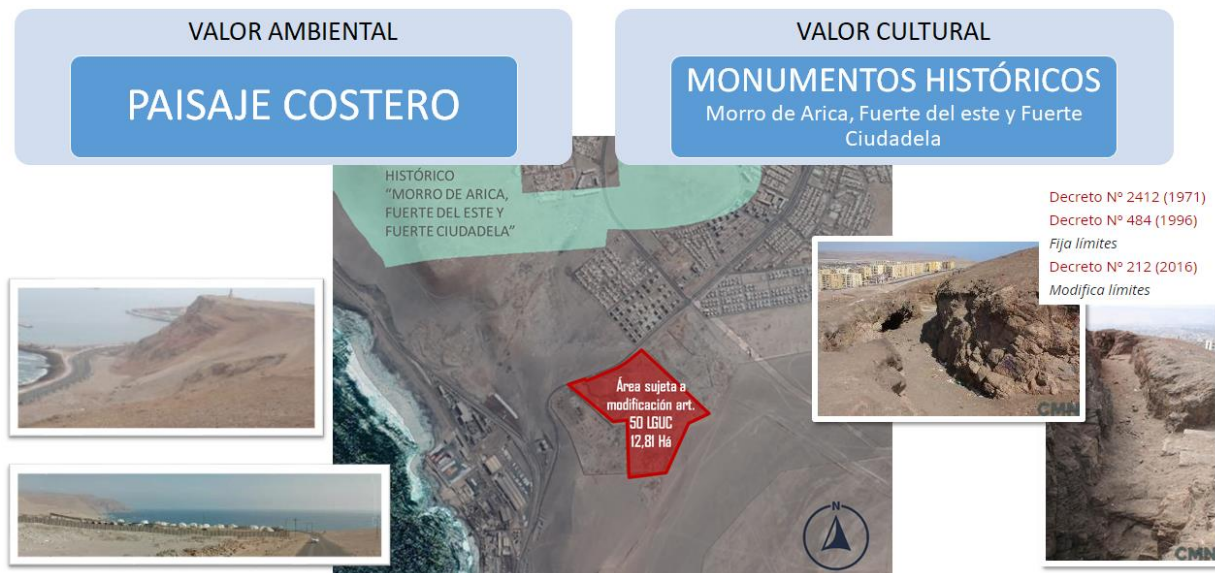 VALOR AMBIENTAL
PAISAJE COSTERO
VALOR CULTURAL
MONUMENTOS HISTÓRICOS
Morro de Arica, Fuerte del este y Fuerte
Ciudadela
HISTÓRICO
"MORRO DE ARICA,
FUERTE DEL ESTE Y
FUERTE CIUDADELA"
Decreto Nº 2412 (1971)
Decreto Nº 484 (1996)
Fija límites
Decreto Nº 212 (2016)
Modifica límites
Área sujeta a
modificación art.
50 LGUC
12,81 Há
CMN
N
CMN